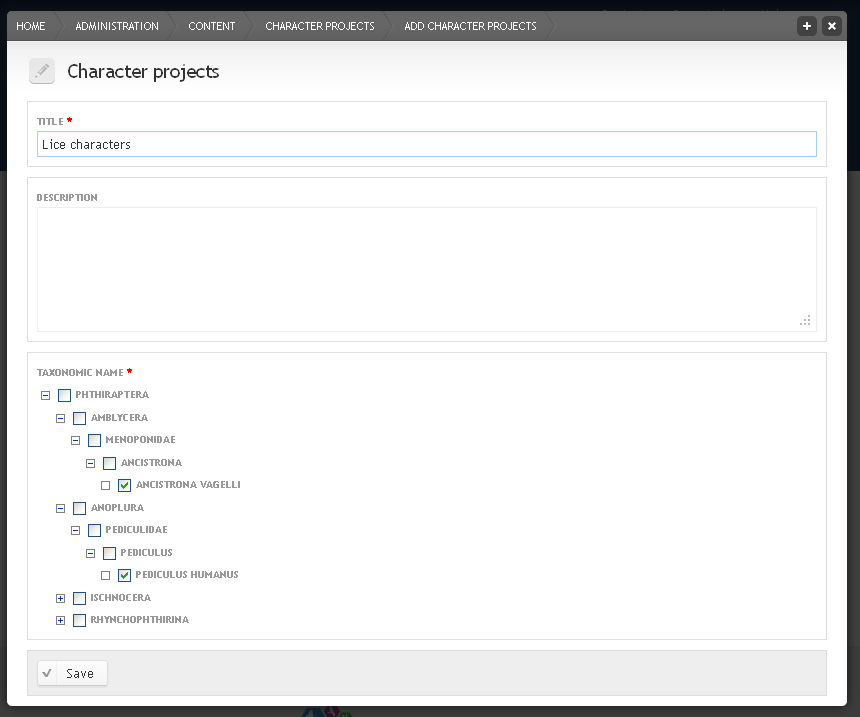 HOME ADMINISTRATION CONTENT CHARACTER PROJECTS ADD CHARACTER PROJECTS
Character projects
TITLE *
Lice characters
DESCRIPTION
TAXONOMIC NAME *
PHTHIRAPTERA
AMBLYCERA
MENOPONIDAE
ANCISTRONA
ANCISTRONA VAGELLI
ANOPLURA
PEDICULIDAE
PEDICULUS
PEDICULUS HUMANUS
ISCHNOCERA
RHYNCHOPHTHIRINA
Save